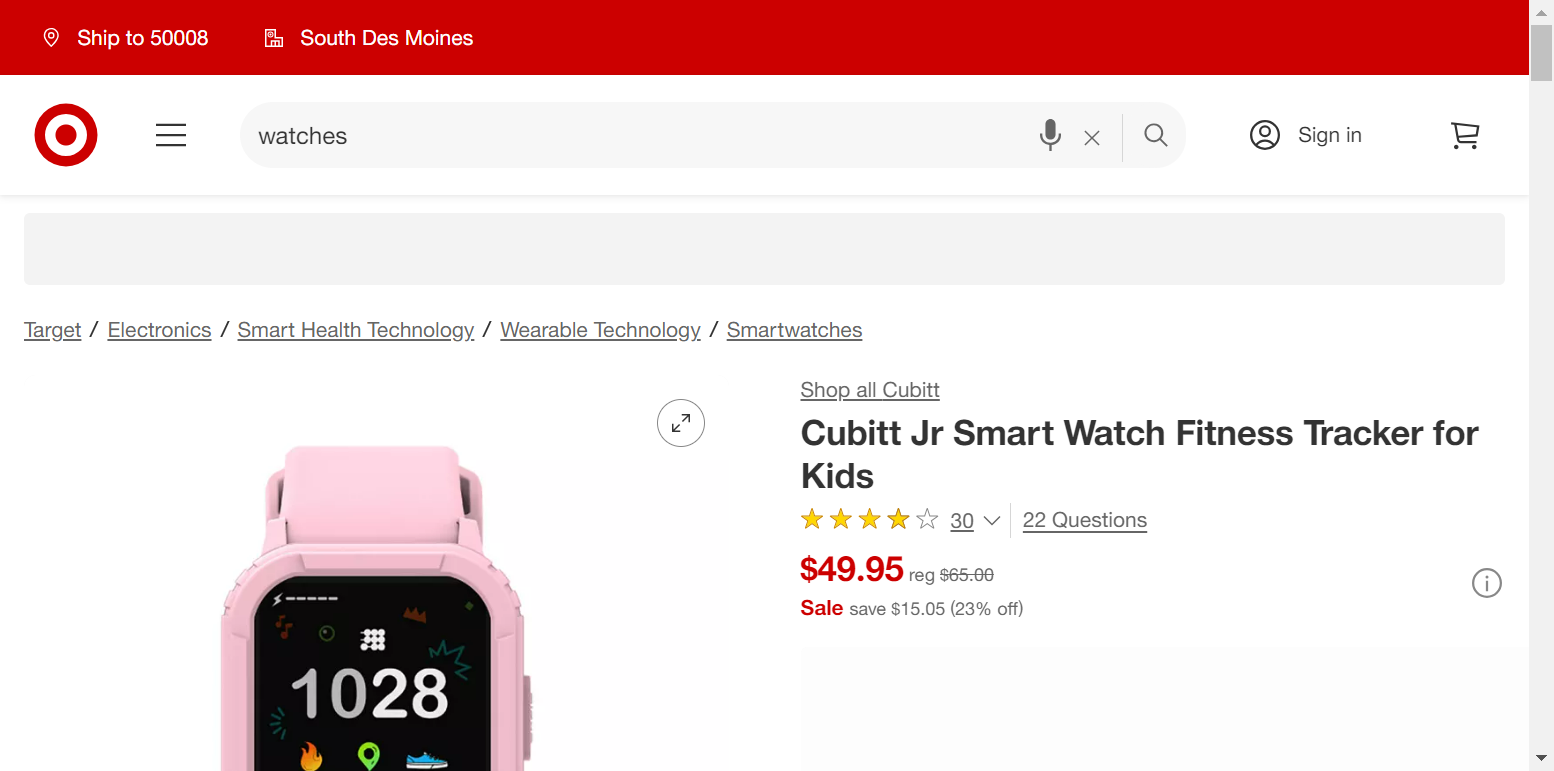 Ship to 50008
South Des Moines
watches
Sign in
Target / Electronics / Smart Health Technology / Wearable Technology / Smartwatches
Shop all Cubitt
Cubitt Jr Smart Watch Fitness Tracker for
Kids
30
22 Questions
$49.95 reg $65.00
Sale save $15.05 (23% off)
1028